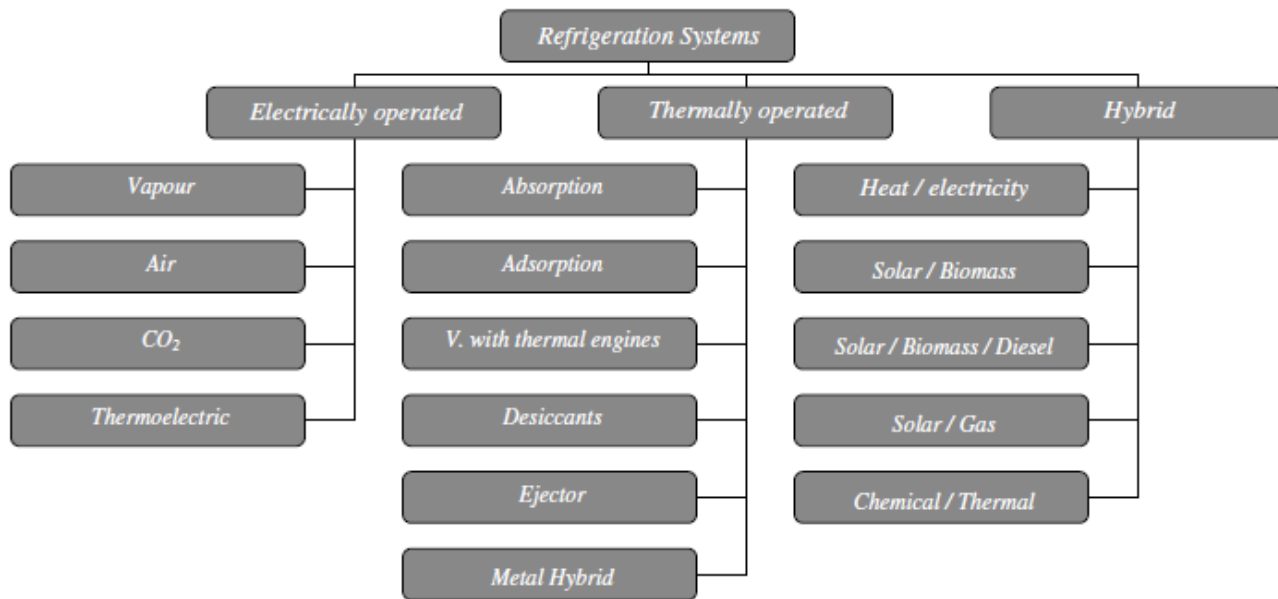 Refrigeration Systems
Electrically operated
Thermally operated
Hybrid
Vapour
Air
CO₂
Thermoelectric
Absorption
Adsorption
V. with thermal engines
Desiccants
Ejector
Metal Hybrid
Heat / electricity
Solar / Biomass
Solar / Biomass / Diesel
Solar / Gas
Chemical / Thermal